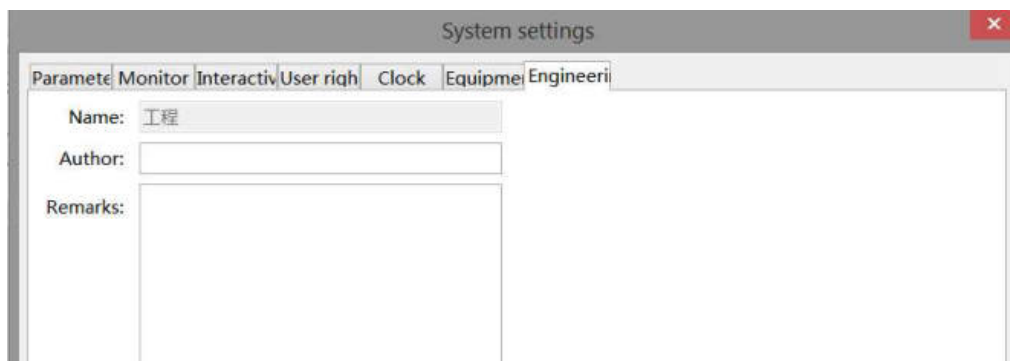 System settings
Paramete Monitor Interactiv User righ Clock Equipme Engineeri
Name: 工程
Author:
Remarks: